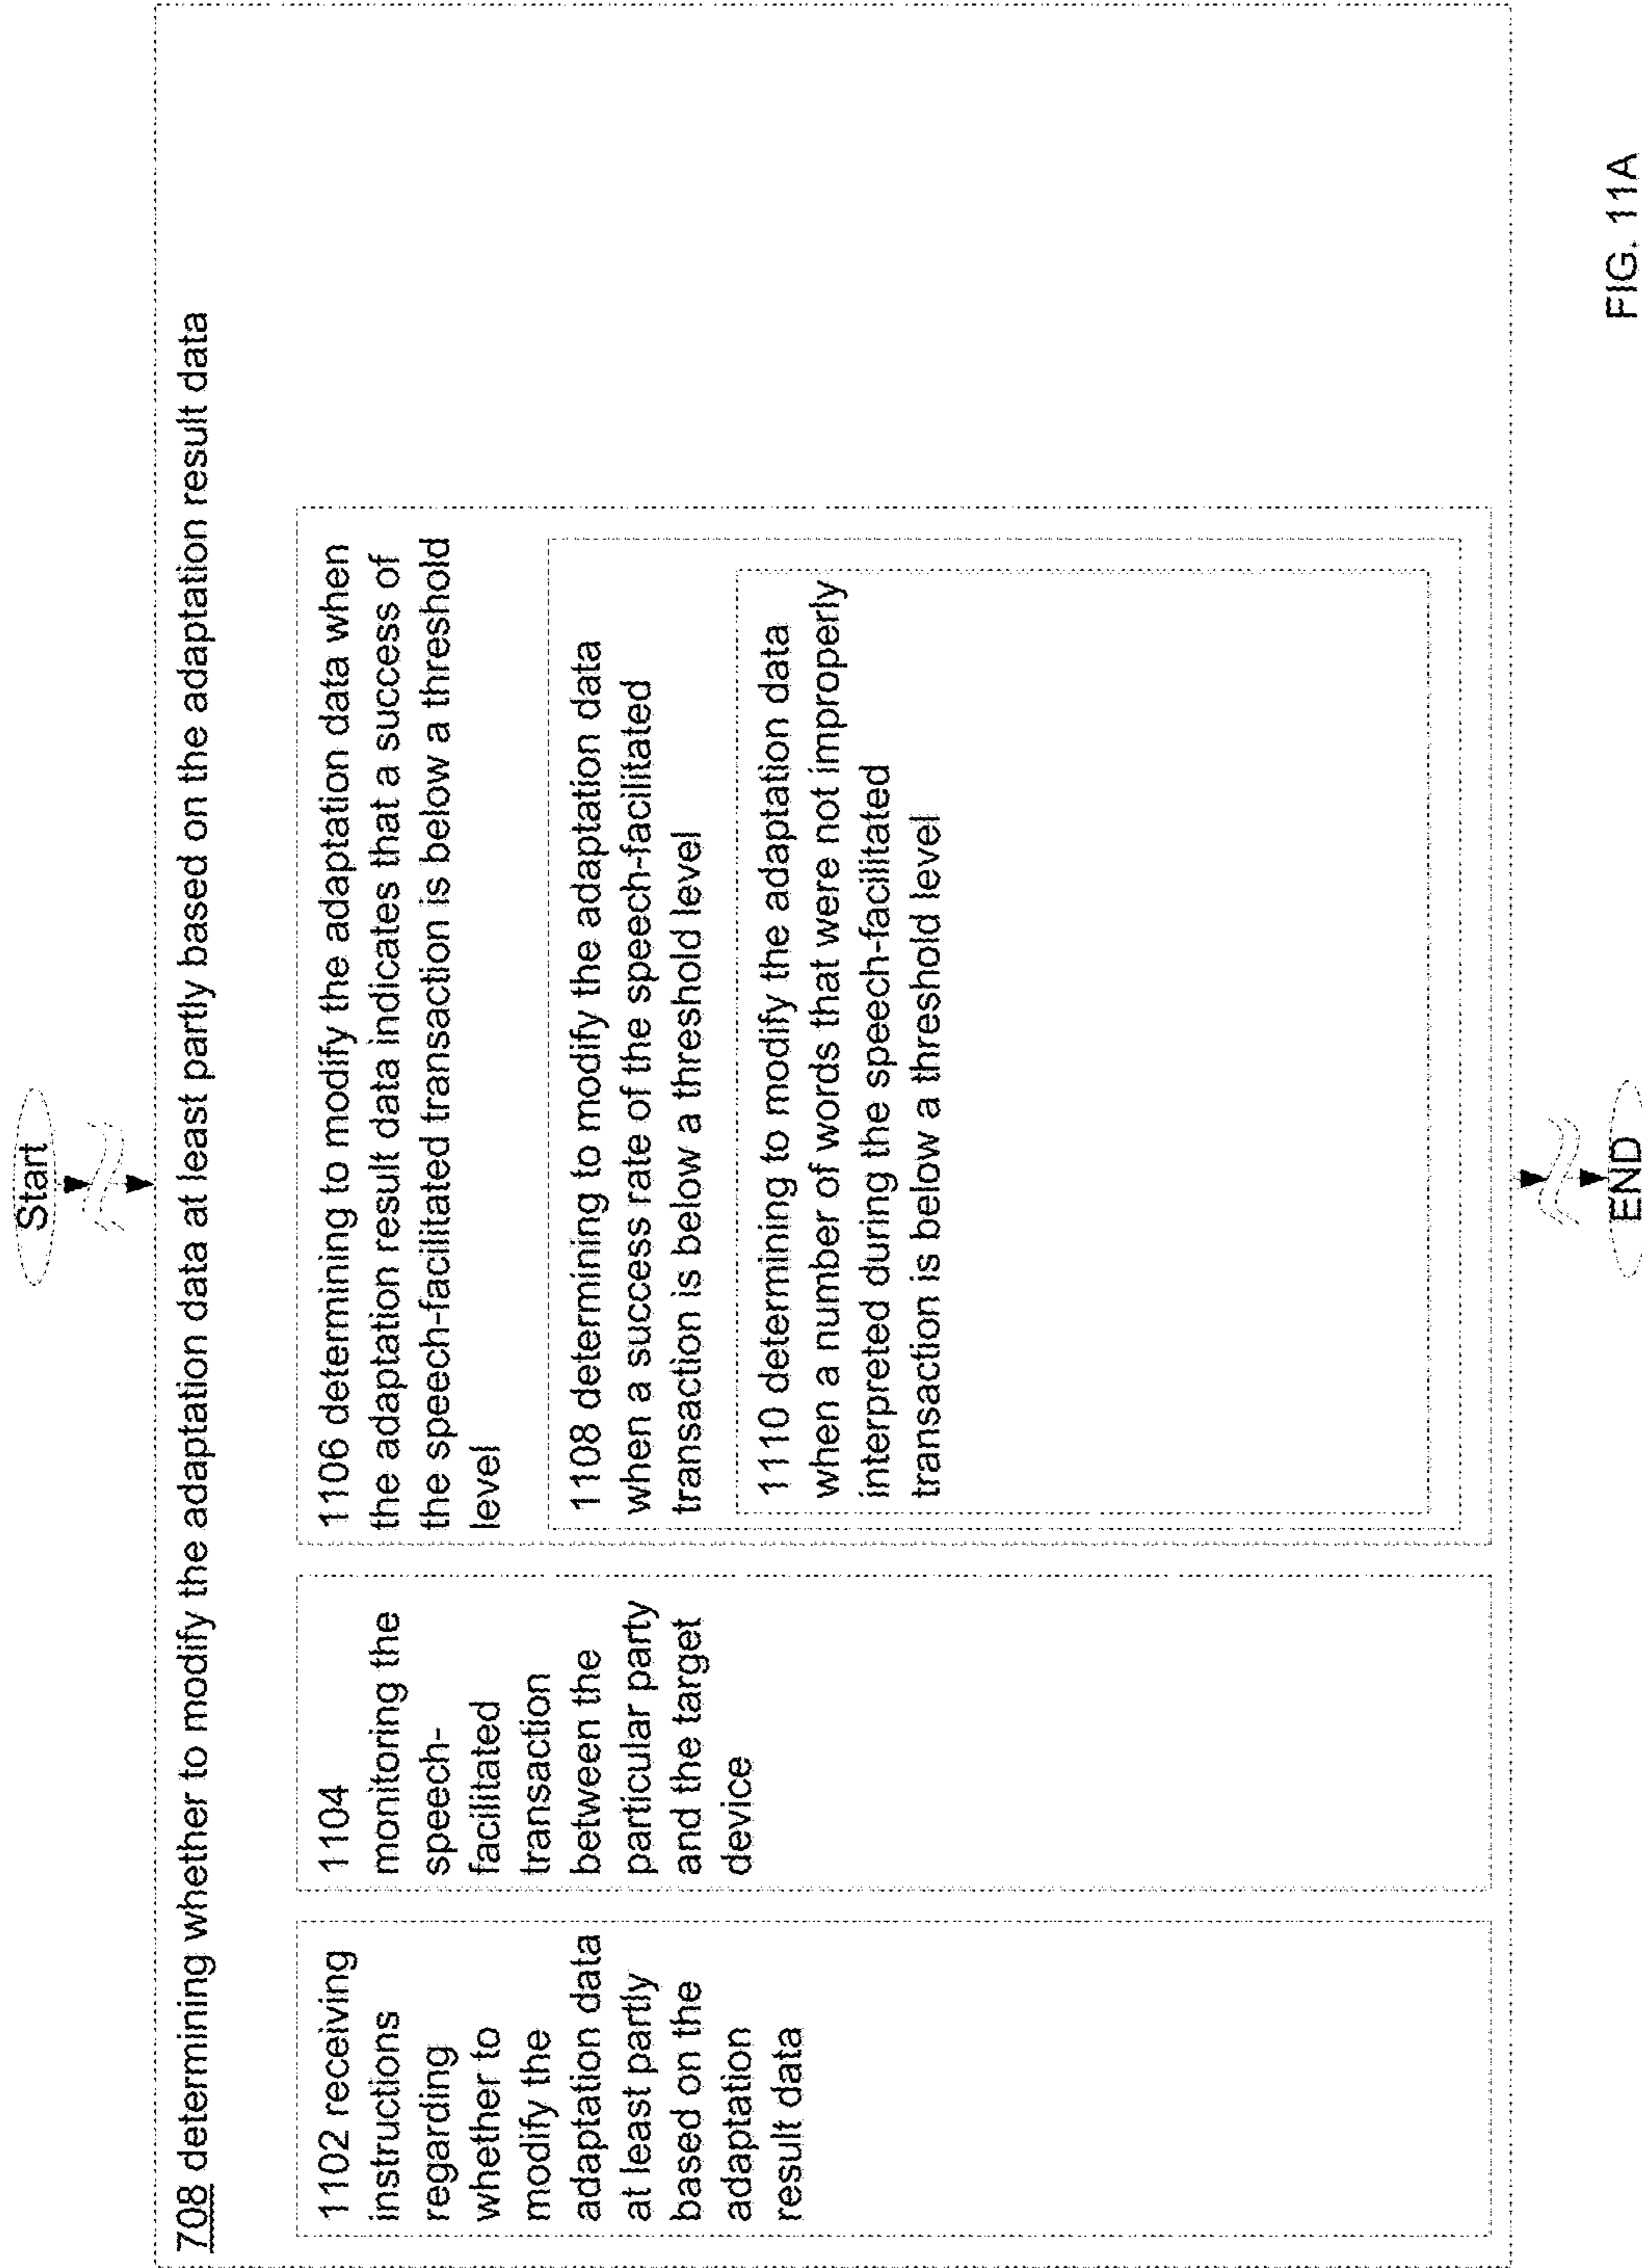 Start
708 determining whether to modify the adaptation data at least partly based on the adaptation result data
1102 receiving
instructions
regarding
whether to
modify the
adaptation data
at least partly
based on the
adaptation
result data
1104
monitoring the
speech-
facilitated
transaction
between the
particular party
and the target
device
1106 determining to modify the adaptation data when
the adaptation result data indicates that a success of
the speech-facilitated transaction is below a threshold
level
1108 determining to modify the adaptation data
when a success rate of the speech-facilitated
transaction is below a threshold level
1110 determining to modify the adaptation data
when a number of words that were not improperly
interpreted during the speech-facilitated
transaction is below a threshold level
END
FIG. 11A